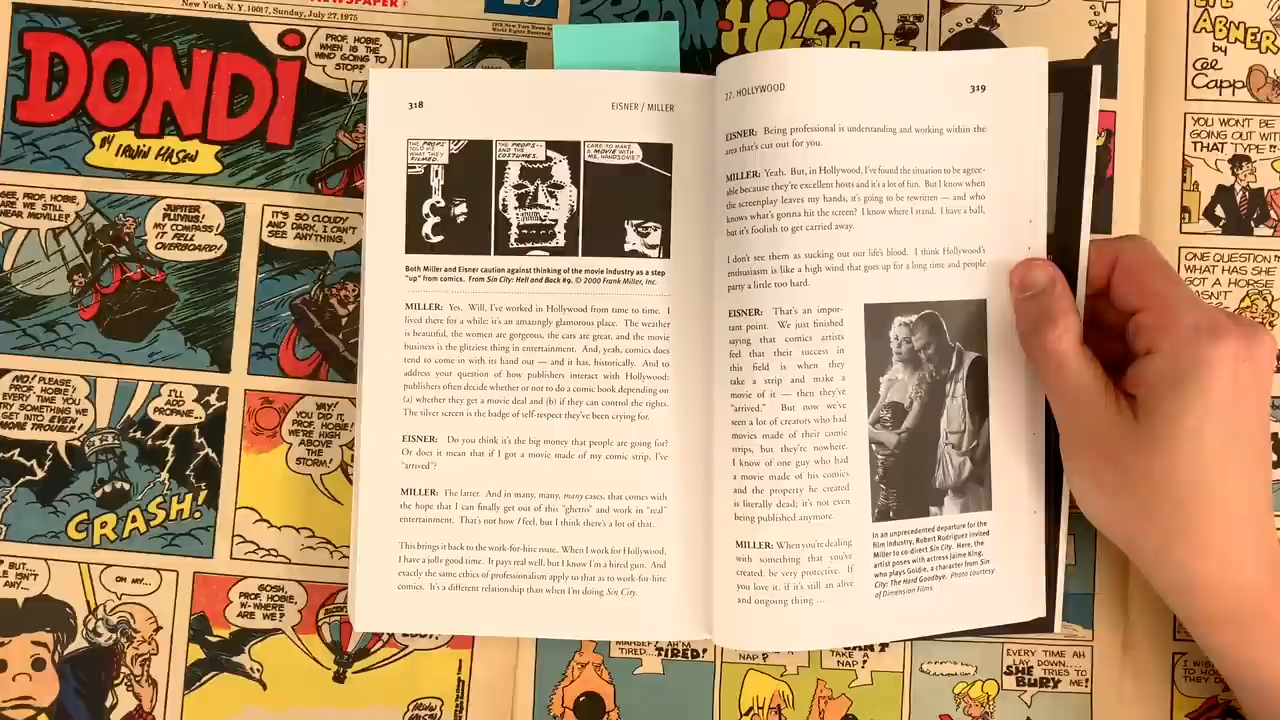 NEWSPAPER
New York, N.Y. 10017, Sunday, July 27, 1975
DONDI
BY IRWIN HASEN
PROF. HOBIE,
WHEN IS THE
WIND GOING
TO STOP?
BROOM-HILDA
ABNER
by
Al
Capp
YOU WON'T BE
GOING OUT WITH
THAT TYPE
ONE QUESTION
WHAT HAS SHE
GOT A HORSE
SEE, PROF. HOBIE,
ARE WE STILL
NEAR MIDVILLE?
JUPITER
PLUVIUS!
MY COMPASS!
IT FELL
OVERBOARD!
IT'S SO CLOUDY
AND DARK, I CAN'T
SEE ANYTHING.
NO! PLEASE,
PROF. HOBIE!
EVERY TIME YOU
TRY SOMETHING WE
GET INTO EVEN
MORE TROUBLE!
I'LL
ADD
PROPANE...
CRASH!
YAY!
YOU DID IT,
PROF. HOBIE!
WE'RE HIGH
ABOVE
THE
STORM!
OH MY...
GOSH,
PROF. HOBIE,
W-WHERE
ARE WE?
318
EISNER / MILLER
THE PROPS
TOLD ME
WHAT THEY
FILMED.
THE PROPS--
AND THE
COSTUMES.
CARE TO MAKE
A MOVIE WITH
ME, HANDSOME?
Both Miller and Eisner caution against thinking of the movie industry as a step
"up" from comics. From Sin City: Hell and Back #9. © 2000 Frank Miller, Inc.
MILLER: Yes. Will, I've worked in Hollywood from time to time. I
lived there for a while; it's an amazingly glamorous place. The weather
is beautiful, the women are gorgeous, the cars are great, and the movie
business is the glitziest thing in entertainment. And, yeah, comics does
tend to come in with its hand out — and it has, historically. And to
address your question of how publishers interact with Hollywood:
publishers often decide whether or not to do a comic book depending on
(a) whether they get a movie deal and (b) if they can control the rights.
The silver screen is the badge of self-respect they've been crying for.
EISNER: Do you think it's the big money that people are going for?
Or does it mean that if I got a movie made of my comic strip, I've
"arrived"?
MILLER: The latter. And in many, many, many cases, that comes with
the hope that I can finally get out of this "ghetto" and work in "real"
entertainment. That's not how I feel, but I think there's a lot of that.
This brings it back to the work-for-hire issue. When I work for Hollywood,
I have a jolly good time. It pays real well, but I know I'm a hired gun. And
exactly the same ethics of professionalism apply to that as to work-for-hire
comics. It's a different relationship than when I'm doing Sin City.
27. HOLLYWOOD
319
EISNER: Being professional is understanding and working within the
area that's cut out for you.
MILLER: Yeah. But, in Hollywood, I've found the situation to be agree-
able because they're excellent hosts and it's a lot of fun. But I know when
the screenplay leaves my hands, it's going to be rewritten — and who
knows what's gonna hit the screen? I know where I stand. I have a ball,
but it's foolish to get carried away.
I don't see them as sucking out our life's blood. I think Hollywood's
enthusiasm is like a high wind that goes up for a long time and people
party a little too hard.
EISNER: That's an impor-
tant point. We just finished
saying that comics artists
feel that their success in
this field is when they
take a strip and make a
movie of it — then they've
"arrived." But now we've
seen a lot of creators who had
movies made of their comic
strips, but they're nowhere.
I know of one guy who had
a movie made of his comics
and the property he created
is literally dead; it's not even
being published anymore.
MILLER: When you're dealing
with something that you've
created, be very protective. If
you love it, if it's still an alive
and ongoing thing ...
In an unprecedented departure for the
film industry, Robert Rodriguez invited
Miller to co-direct Sin City. Here, the
artist poses with actress Jaime King,
who plays Goldie, a character from Sin
City: The Hard Goodbye. Photo courtesy
of Dimension Films.
TIRED...TIRED!
NAP?
TAKE A
NAP!
EVERY TIME AH
LAY DOWN....
SHE TRIES TO
BURY ME!